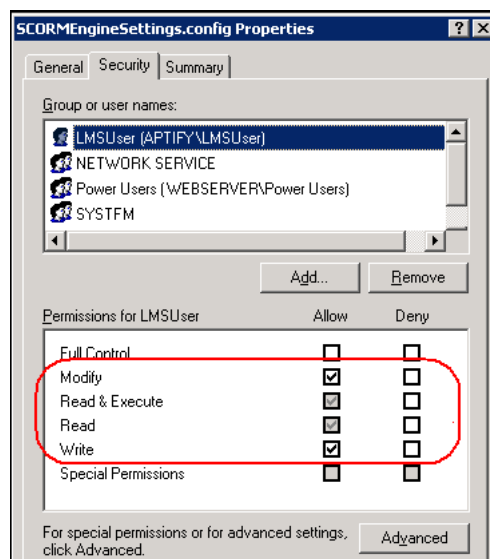 SCORMEngineSettings.config Properties
General Security Summary
Group or user names:
LMSUser (APTIFY\LMSUser)
NETWORK SERVICE
Power Users (WEBSERVER\Power Users)
SYSTEM
Add... Remove
Permissions for LMSUser Allow Deny
Full Control
Modify
Read & Execute
Read
Write
Special Permissions
For special permissions or for advanced settings,
click Advanced. Advanced